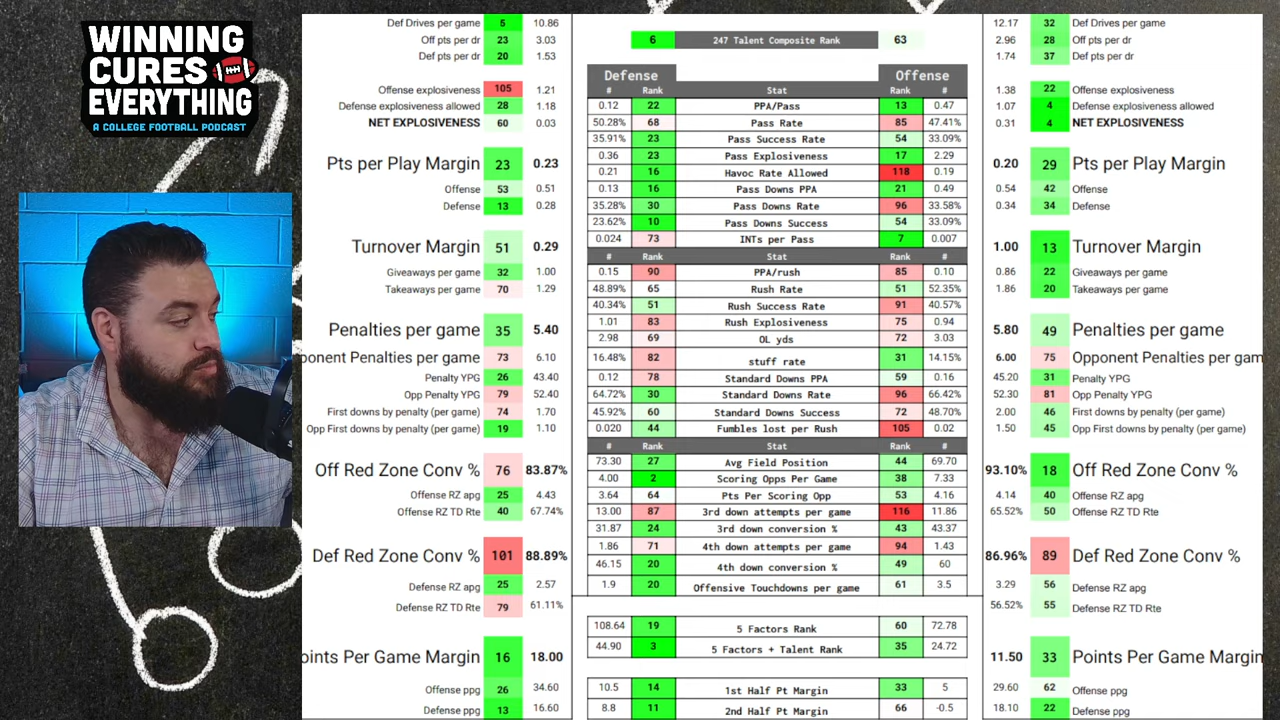 WINNING
CURES
EVERYTHING
A COLLEGE FOOTBALL PODCAST
Def Drives per game 5 10.86
Off pts per dr 23 3.03
Def pts per dr 20 1.53
Offense explosiveness 105 1.21
Defense explosiveness allowed 28 1.18
NET EXPLOSIVENESS 60 0.03
Pts per Play Margin 23 0.23
Offense 53 0.51
Defense 13 0.28
Turnover Margin 51 0.29
Giveaways per game 32 1.00
Takeaways per game 70 1.29
Penalties per game 35 5.40
onent Penalties per game 73 6.10
Penalty YPG 26 43.40
Opp Penalty YPG 79 52.40
First downs by penalty (per game) 74 1.70
Opp First downs by penalty (per game) 19 1.10
Off Red Zone Conv % 76 83.87%
Offense RZ apg 25 4.43
Offense RZ TD Rte 40 67.74%
Def Red Zone Conv % 101 88.89%
Defense RZ apg 25 2.57
Defense RZ TD Rte 79 61.11%
oints Per Game Margin 16 18.00
Offense ppg 26 34.60
Defense ppg 13 16.60
6 247 Talent Composite Rank 63
Defense Offense
# Rank Stat Rank #
0.12 22 PPA/Pass 13 0.47
50.28% 68 Pass Rate 85 47.41%
35.91% 23 Pass Success Rate 54 33.09%
0.36 23 Pass Explosiveness 17 2.29
0.21 16 Havoc Rate Allowed 118 0.19
0.13 16 Pass Downs PPA 21 0.49
35.28% 30 Pass Downs Rate 96 33.58%
23.62% 10 Pass Downs Success 54 33.09%
0.024 73 INTs per Pass 7 0.007
# Rank Stat Rank #
0.15 90 PPA/rush 85 0.10
48.89% 65 Rush Rate 51 52.35%
40.34% 51 Rush Success Rate 91 40.57%
1.01 83 Rush Explosiveness 75 0.94
2.98 69 OL yds 72 3.03
16.48% 82 stuff rate 31 14.15%
0.12 78 Standard Downs PPA 59 0.16
64.72% 30 Standard Downs Rate 96 66.42%
45.92% 60 Standard Downs Success 72 48.70%
0.020 44 Fumbles lost per Rush 105 0.02
# Rank Stat Rank #
73.30 27 Avg Field Position 44 69.70
4.00 2 Scoring Opps Per Game 38 7.33
3.64 64 Pts Per Scoring Opp 53 4.16
13.00 87 3rd down attempts per game 116 11.86
31.87 24 3rd down conversion % 43 43.37
1.86 71 4th down attempts per game 94 1.43
46.15 20 4th down conversion % 49 60
1.9 20 Offensive Touchdowns per game 61 3.5
108.64 19 5 Factors Rank 60 72.78
44.90 3 5 Factors + Talent Rank 35 24.72
10.5 14 1st Half Pt Margin 33 5
8.8 11 2nd Half Pt Margin 66 -0.5
12.17 32 Def Drives per game
2.96 28 Off pts per dr
1.74 37 Def pts per dr
1.38 22 Offense explosiveness
1.07 4 Defense explosiveness allowed
0.31 4 NET EXPLOSIVENESS
0.20 29 Pts per Play Margin
0.54 42 Offense
0.34 34 Defense
1.00 13 Turnover Margin
0.86 22 Giveaways per game
1.86 20 Takeaways per game
5.80 49 Penalties per game
6.00 75 Opponent Penalties per gam
45.20 31 Penalty YPG
52.30 81 Opp Penalty YPG
2.00 46 First downs by penalty (per game)
1.50 45 Opp First downs by penalty (per game)
93.10% 18 Off Red Zone Conv %
4.14 40 Offense RZ apg
65.52% 50 Offense RZ TD Rte
86.96% 89 Def Red Zone Conv %
3.29 56 Defense RZ apg
56.52% 55 Defense RZ TD Rte
11.50 33 Points Per Game Margin
29.60 62 Offense ppg
18.10 22 Defense ppg